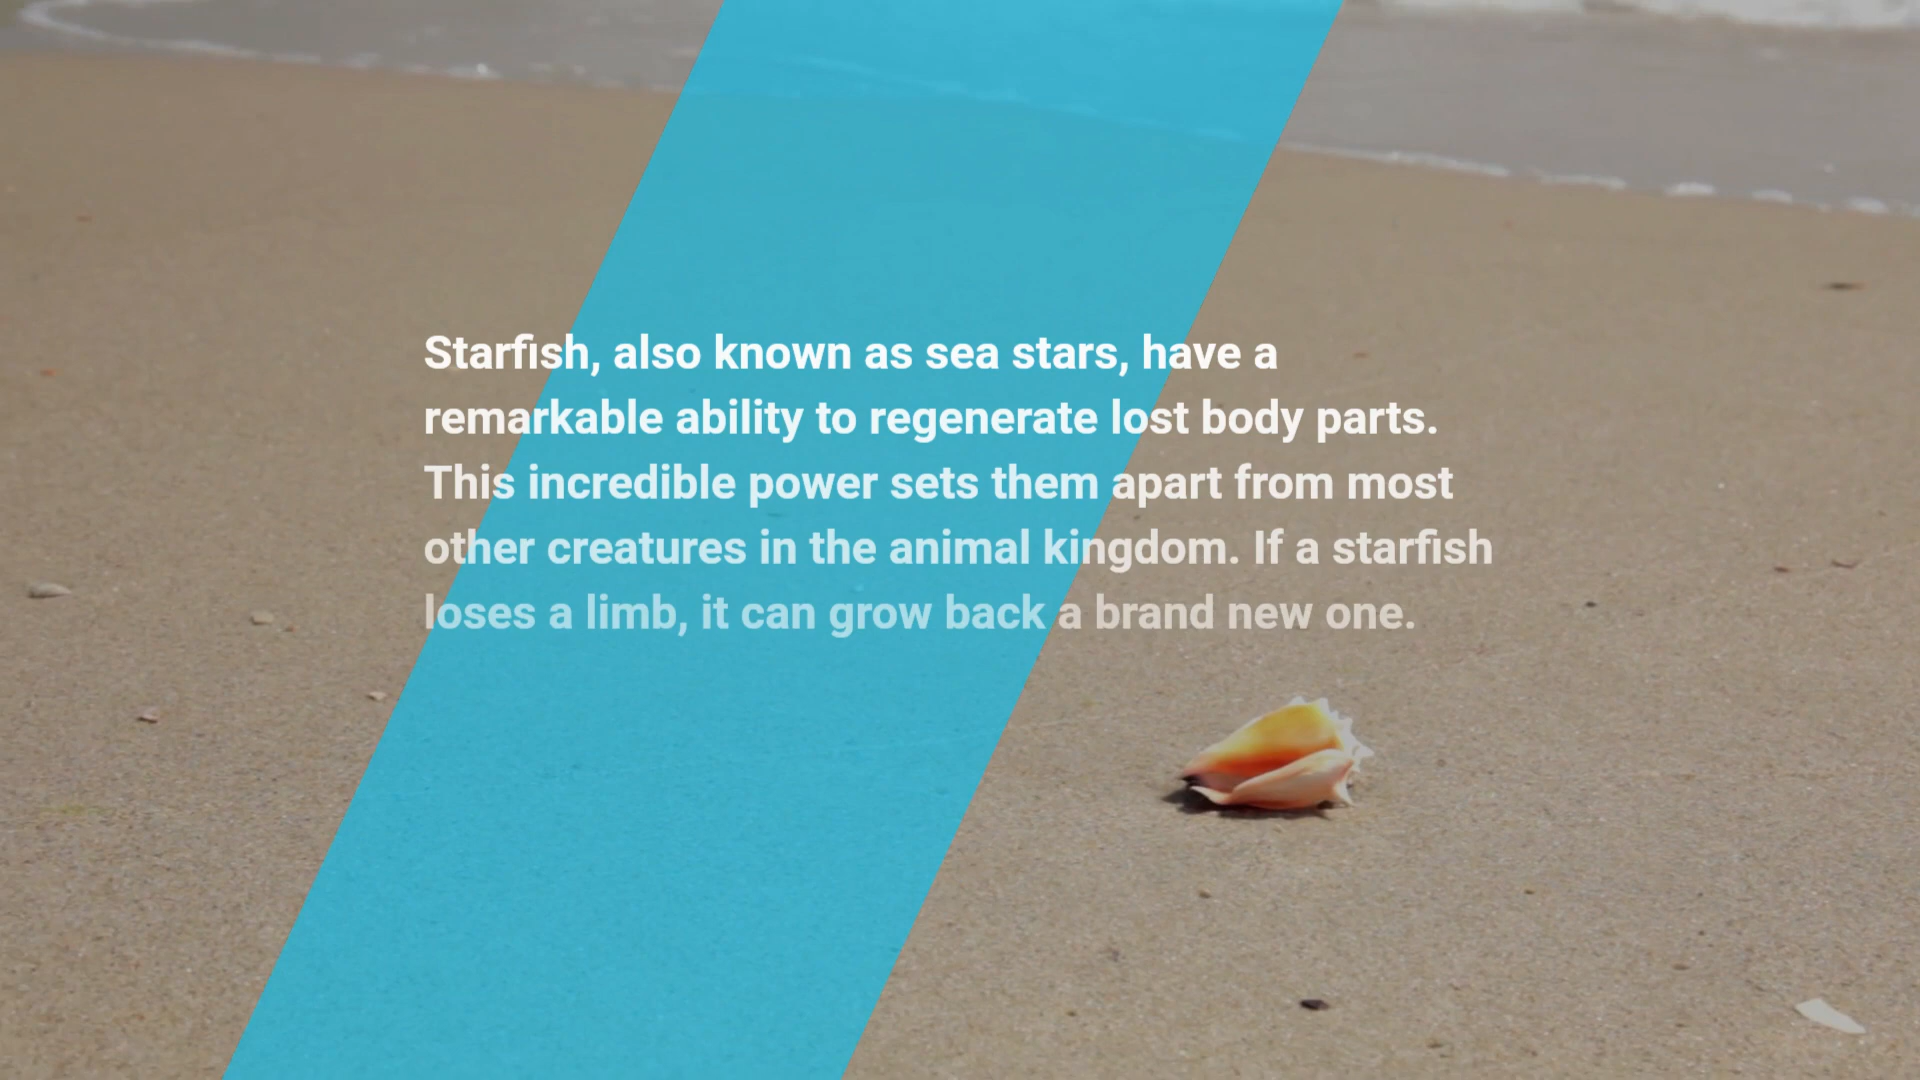 Starfish, also known as sea stars, have a
remarkable ability to regenerate lost body parts.
This incredible power sets them apart from most
other creatures in the animal kingdom. If a starfish
loses a limb, it can grow back a brand new one.